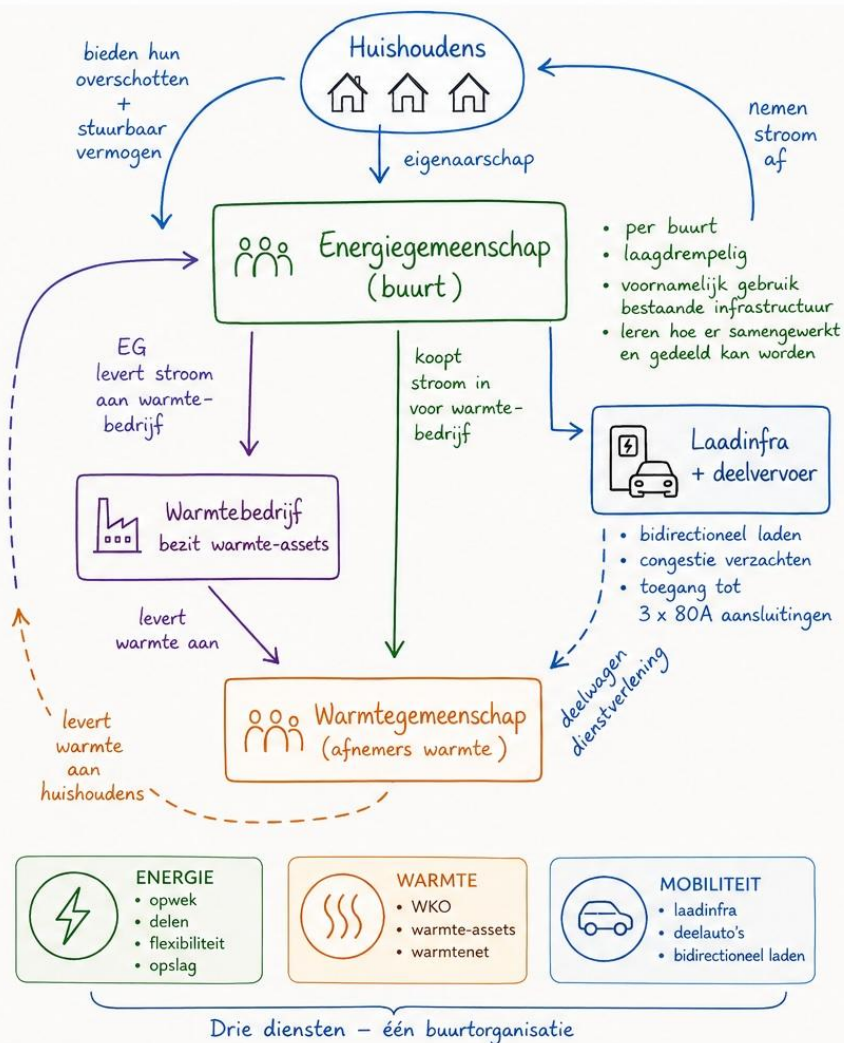 Huishoudens
bieden hun
overschotten
+
stuurbaar
vermogen
eigenaarschap
nemen
stroom
af
Energiegemeenschap
(buurt)
• per buurt
• laagdrempelig
• voornamelijk gebruik
bestaande infrastructuur
• leren hoe er samengewerkt
en gedeeld kan worden
EG
levert stroom
aan warmte-
bedrijf
koopt
stroom in
voor warmte-
bedrijf
Laadinfra
+ deelvervoer
Warmtebedrijf
bezit warmte-assets
• bidirectioneel laden
• congestie verzachten
• toegang tot
3 x 80A aansluitingen
levert
warmte aan
deelwagen
dienstverlening
Warmtegemeenschap
(afnemers warmte)
levert
warmte
aan
huishoudens
ENERGIE
• opwek
• delen
• flexibiliteit
• opslag
WARMTE
• WKO
• warmte-assets
• warmtenet
MOBILITEIT
• laadinfra
• deelauto's
• bidirectioneel laden
Drie diensten – één buurtorganisatie